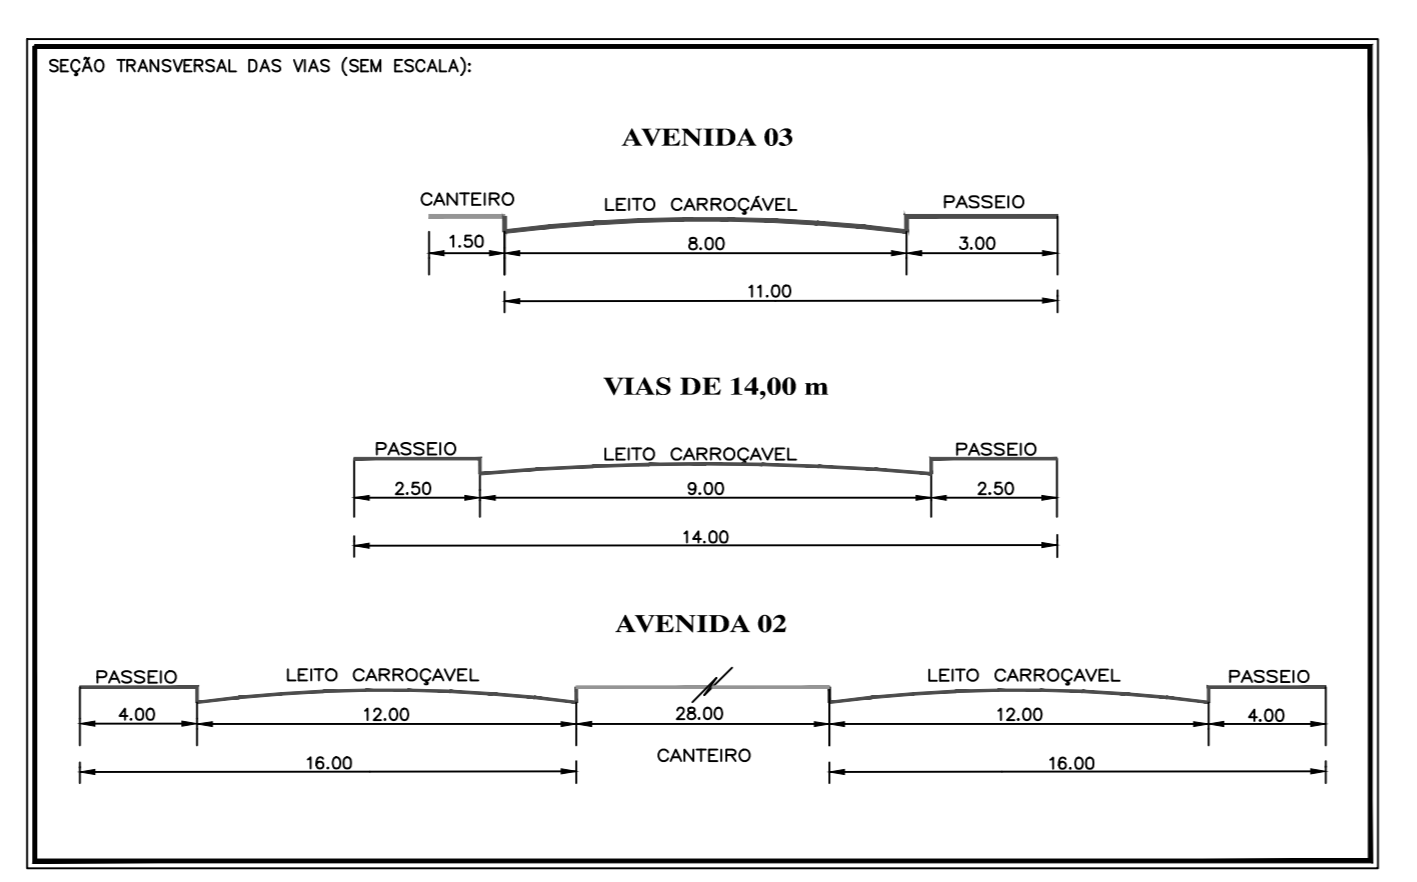 SEÇÃO TRANSVERSAL DAS VIAS (SEM ESCALA):
AVENIDA 03
CANTEIRO LEITO CARROÇÁVEL PASSEIO
1.50 8.00 3.00
11.00
VIAS DE 14,00 m
PASSEIO LEITO CARROÇAVEL PASSEIO
2.50 9.00 2.50
14.00
AVENIDA 02
PASSEIO LEITO CARROÇAVEL LEITO CARROÇAVEL PASSEIO
4.00 12.00 28.00 12.00 4.00
CANTEIRO
16.00 16.00